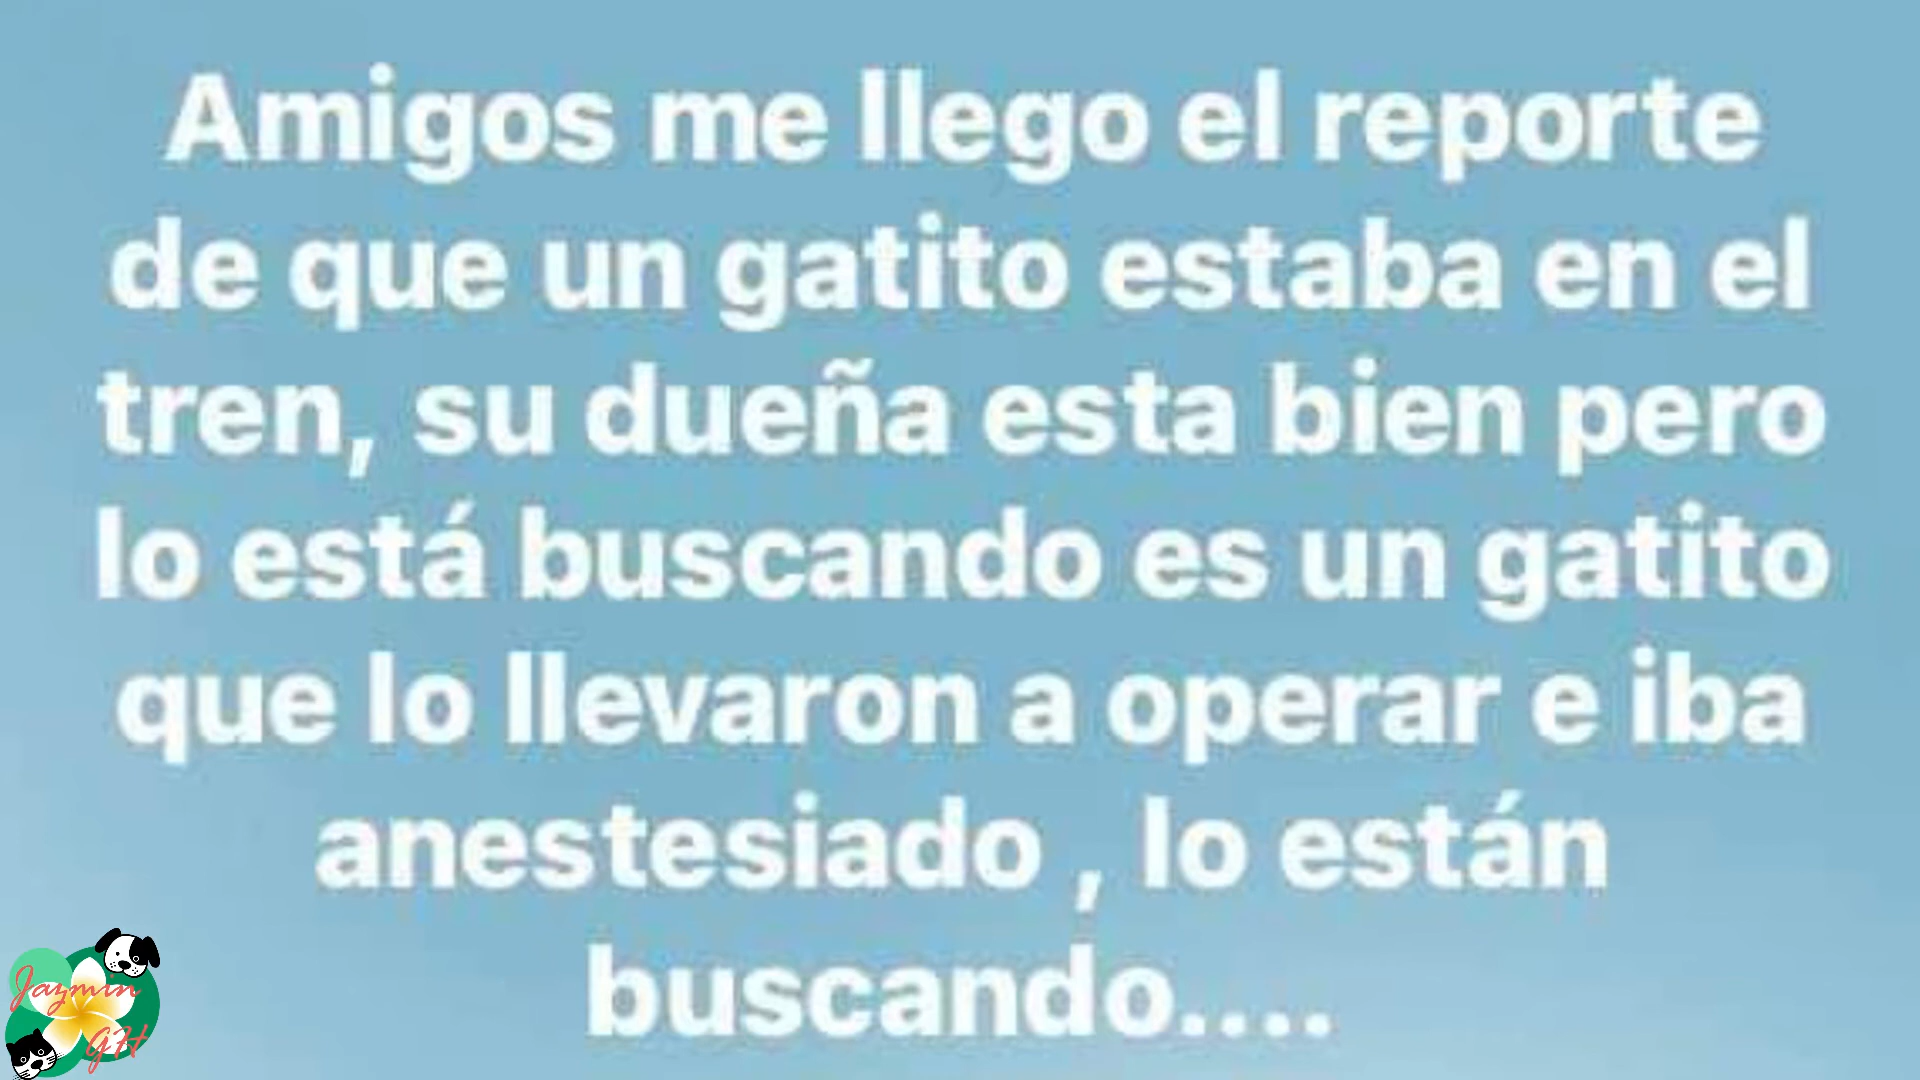 Amigos me llego el reporte
de que un gatito estaba en el
tren, su dueña esta bien pero
lo está buscando es un gatito
que lo llevaron a operar e iba
anestesiado , lo están
buscando....
Jazmin
GH